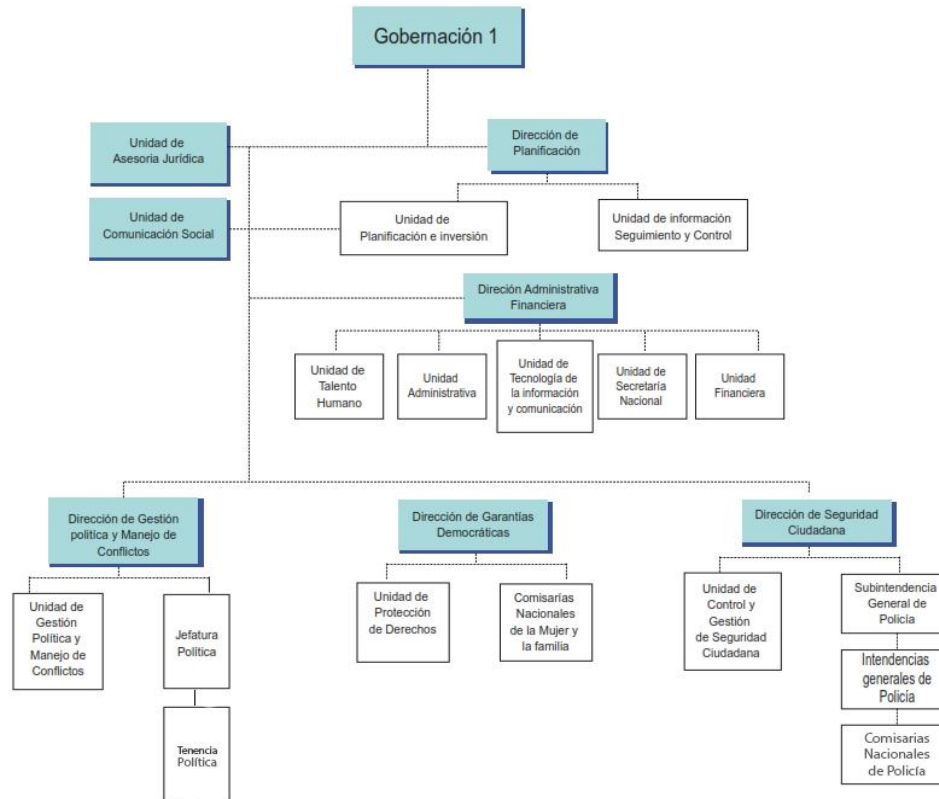 Gobernación 1
Unidad de
Asesoria Jurídica
Dirección de
Planificación
Unidad de
Comunicación Social
Unidad de
Planificación e inversión
Unidad de información
Seguimiento y Control
Direción Administrativa
Financiera
Unidad de
Talento
Humano
Unidad
Administrativa
Unidad de
Tecnología de
la información
y comunicación
Unidad de
Secretaría
Nacional
Unidad
Financiera
Dirección de Gestión
politíca y Manejo de
Conflictos
Dirección de Garantías
Democráticas
Dirección de Seguridad
Ciudadana
Unidad de
Gestión
Política y
Manejo de
Conflictos
Jefatura
Política
Unidad de
Protección
de Derechos
Comisarías
Nacionales
de la Mujer y
la familia
Unidad de
Control y
Gestión
de Seguridad
Ciudadana
Subintendencia
General de
Policía
Intendencias
generales de
Policía
Tenencia
Política
Comisarias
Nacionales
de Policía